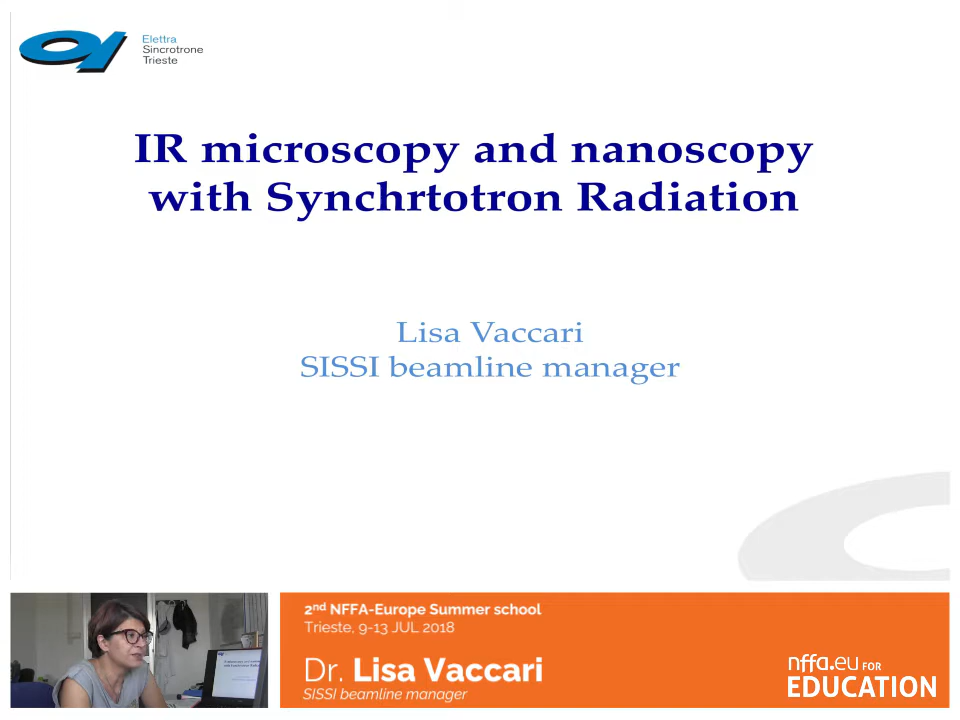 Elettra
Sincrotrone
Trieste
IR microscopy and nanoscopy
with Synchrtotron Radiation
Lisa Vaccari
SISSI beamline manager
2nd NFFA-Europe Summer school
Trieste, 9-13 JUL 2018
Dr. Lisa Vaccari
SISSI beamline manager
nffa.eu FOR
EDUCATION